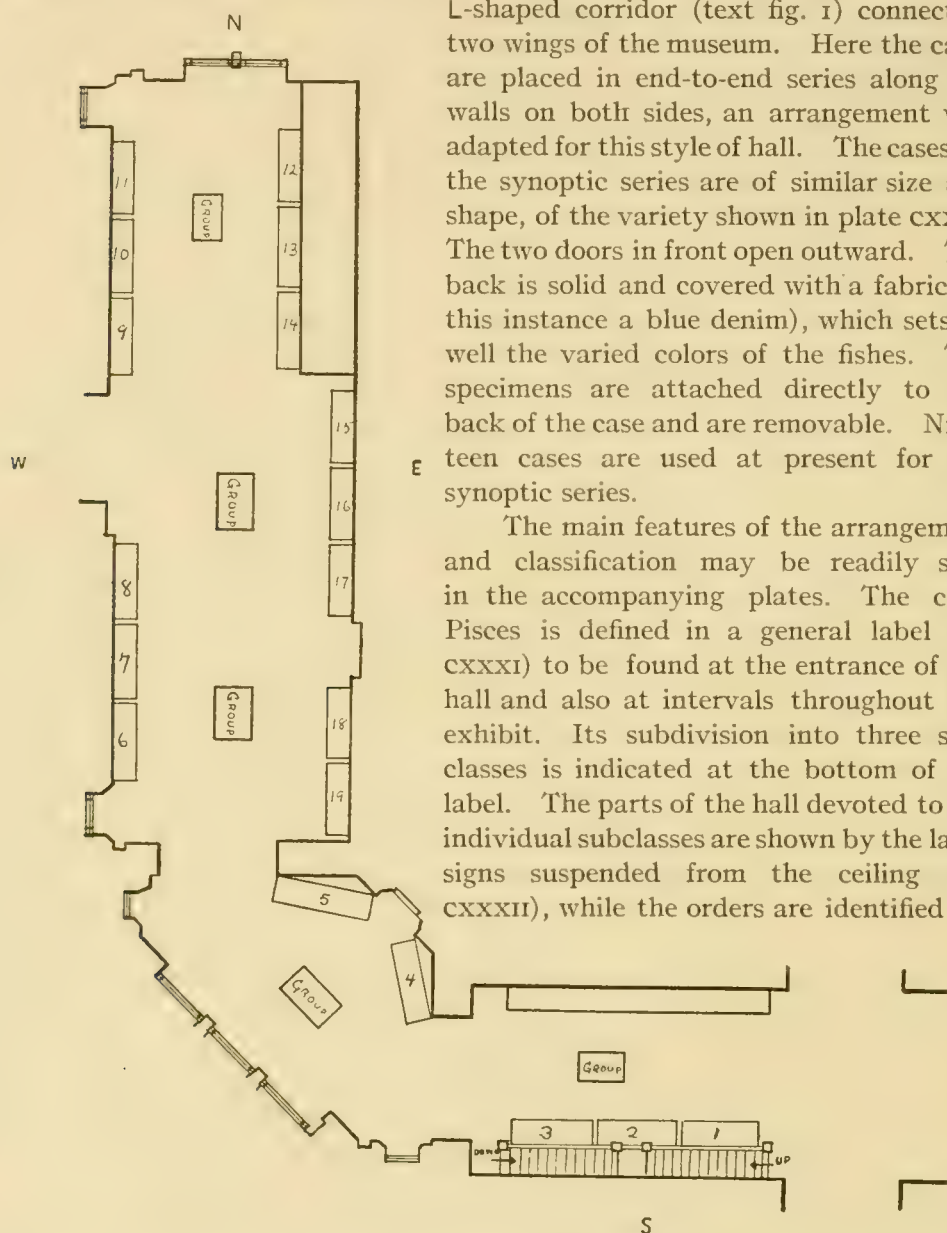 N
L-shaped corridor (text fig. 1) connect
two wings of the museum. Here the ca
are placed in end-to-end series along
walls on both sides, an arrangement v
adapted for this style of hall. The cases
the synoptic series are of similar size
shape, of the variety shown in plate cxx
The two doors in front open outward. T
back is solid and covered with a fabric
this instance a blue denim), which sets
well the varied colors of the fishes. T
specimens are attached directly to
back of the case and are removable. Ni
teen cases are used at present for
synoptic series.
The main features of the arrangem
and classification may be readily s
in the accompanying plates. The c
Pisces is defined in a general label
cxxxi) to be found at the entrance of
hall and also at intervals throughout
exhibit. Its subdivision into three s
classes is indicated at the bottom of
label. The parts of the hall devoted to
individual subclasses are shown by the la
signs suspended from the ceiling
cxxxii), while the orders are identified
11
10
9
12
13
14
GROUP
W
E
15
16
17
GROUP
8
7
6
GROUP
18
19
5
4
GROUP
GROUP
3
2
1
DOWN
UP
S